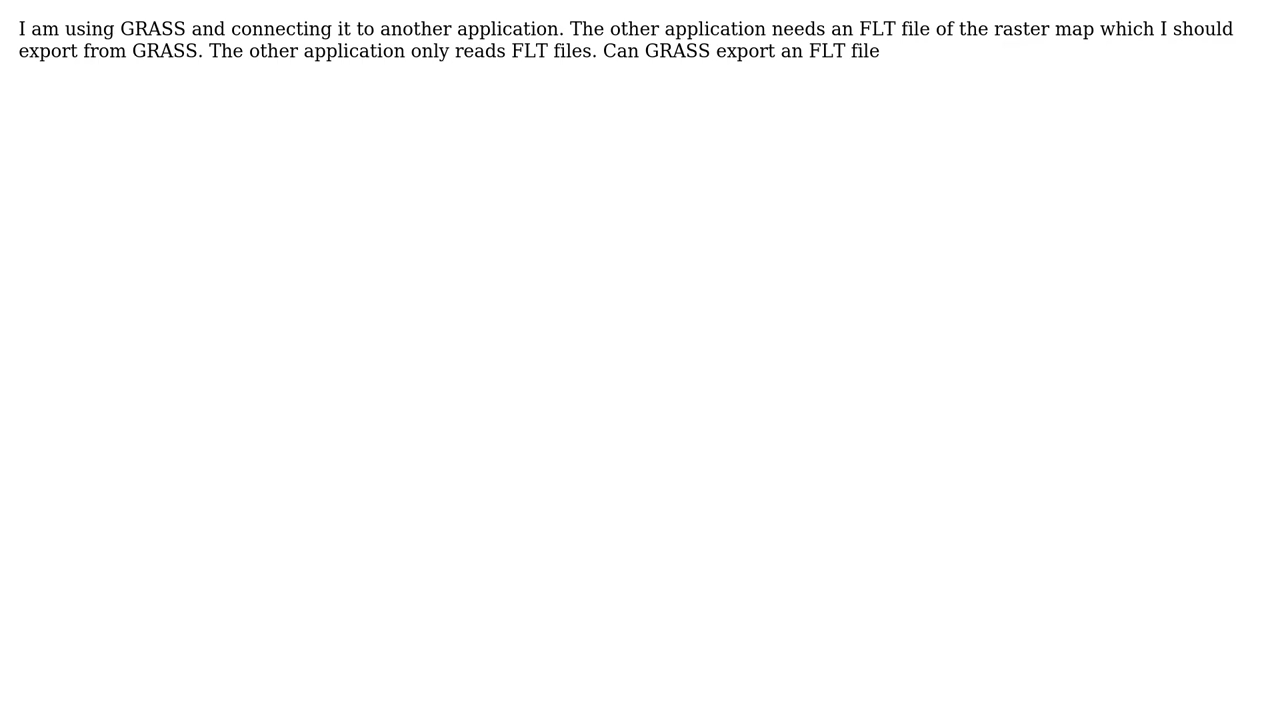 I am using GRASS and connecting it to another application. The other application needs an FLT file of the raster map which I should
export from GRASS. The other application only reads FLT files. Can GRASS export an FLT file